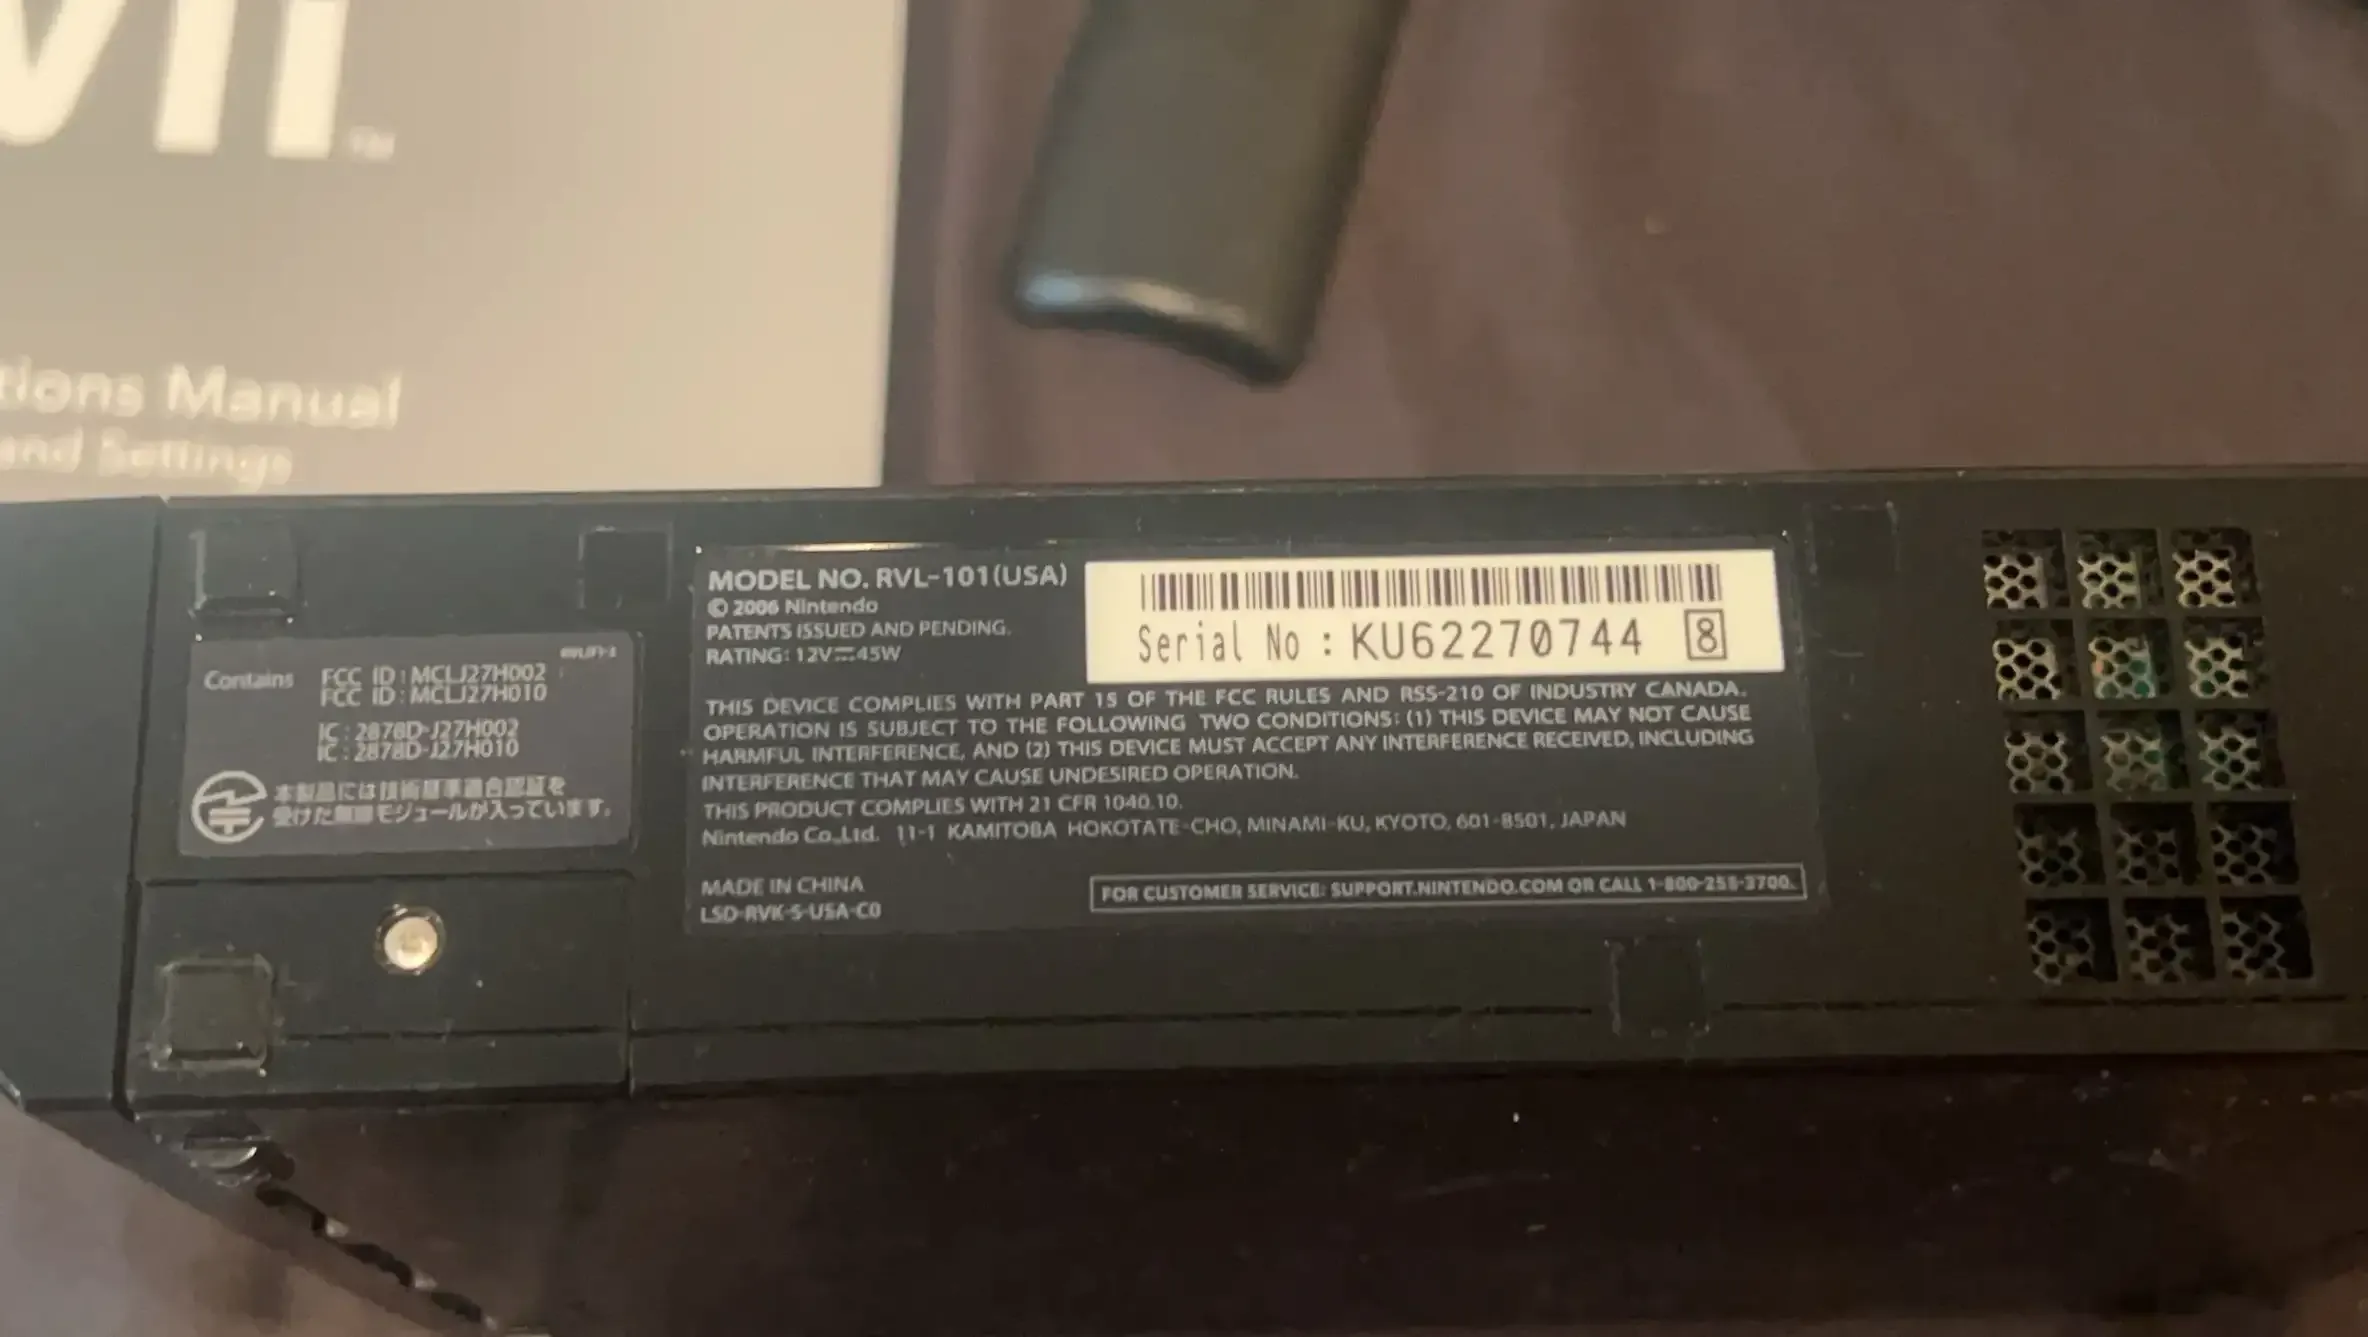 Wii™
tions Manual
and Settings
Contains FCC ID : MCLJ27H002
FCC ID : MCLJ27H010
IC : 2878D-J27H002
IC : 2878D-J27H010
本製品には技術基準適合認証を
受けた無線モジュールが入っています。
MODEL NO. RVL-101(USA)
© 2006 Nintendo
PATENTS ISSUED AND PENDING.
RATING: 12V⎓45W
Serial No : KU62270744 8
THIS DEVICE COMPLIES WITH PART 15 OF THE FCC RULES AND RSS-210 OF INDUSTRY CANADA.
OPERATION IS SUBJECT TO THE FOLLOWING TWO CONDITIONS: (1) THIS DEVICE MAY NOT CAUSE
HARMFUL INTERFERENCE, AND (2) THIS DEVICE MUST ACCEPT ANY INTERFERENCE RECEIVED, INCLUDING
INTERFERENCE THAT MAY CAUSE UNDESIRED OPERATION.
THIS PRODUCT COMPLIES WITH 21 CFR 1040.10.
Nintendo Co.,Ltd. 11-1 KAMITOBA HOKOTATE-CHO, MINAMI-KU, KYOTO, 601-8501, JAPAN
MADE IN CHINA
LSD-RVK-S-USA-C0
FOR CUSTOMER SERVICE: SUPPORT.NINTENDO.COM OR CALL 1-800-255-3700.